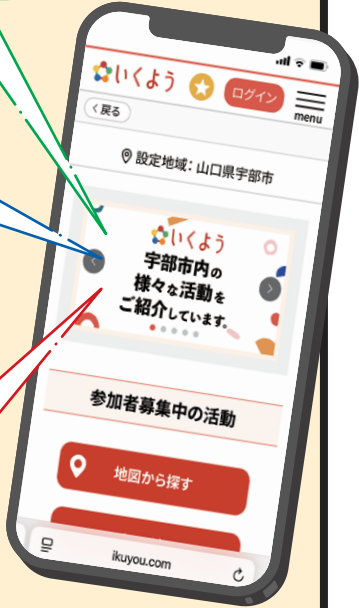 いくよう
ログイン
menu
戻る
設定地域：山口県宇部市
いくよう
宇部市内の
様々な活動を
ご紹介しています。
参加者募集中の活動
地図から探す
ikuyou.com